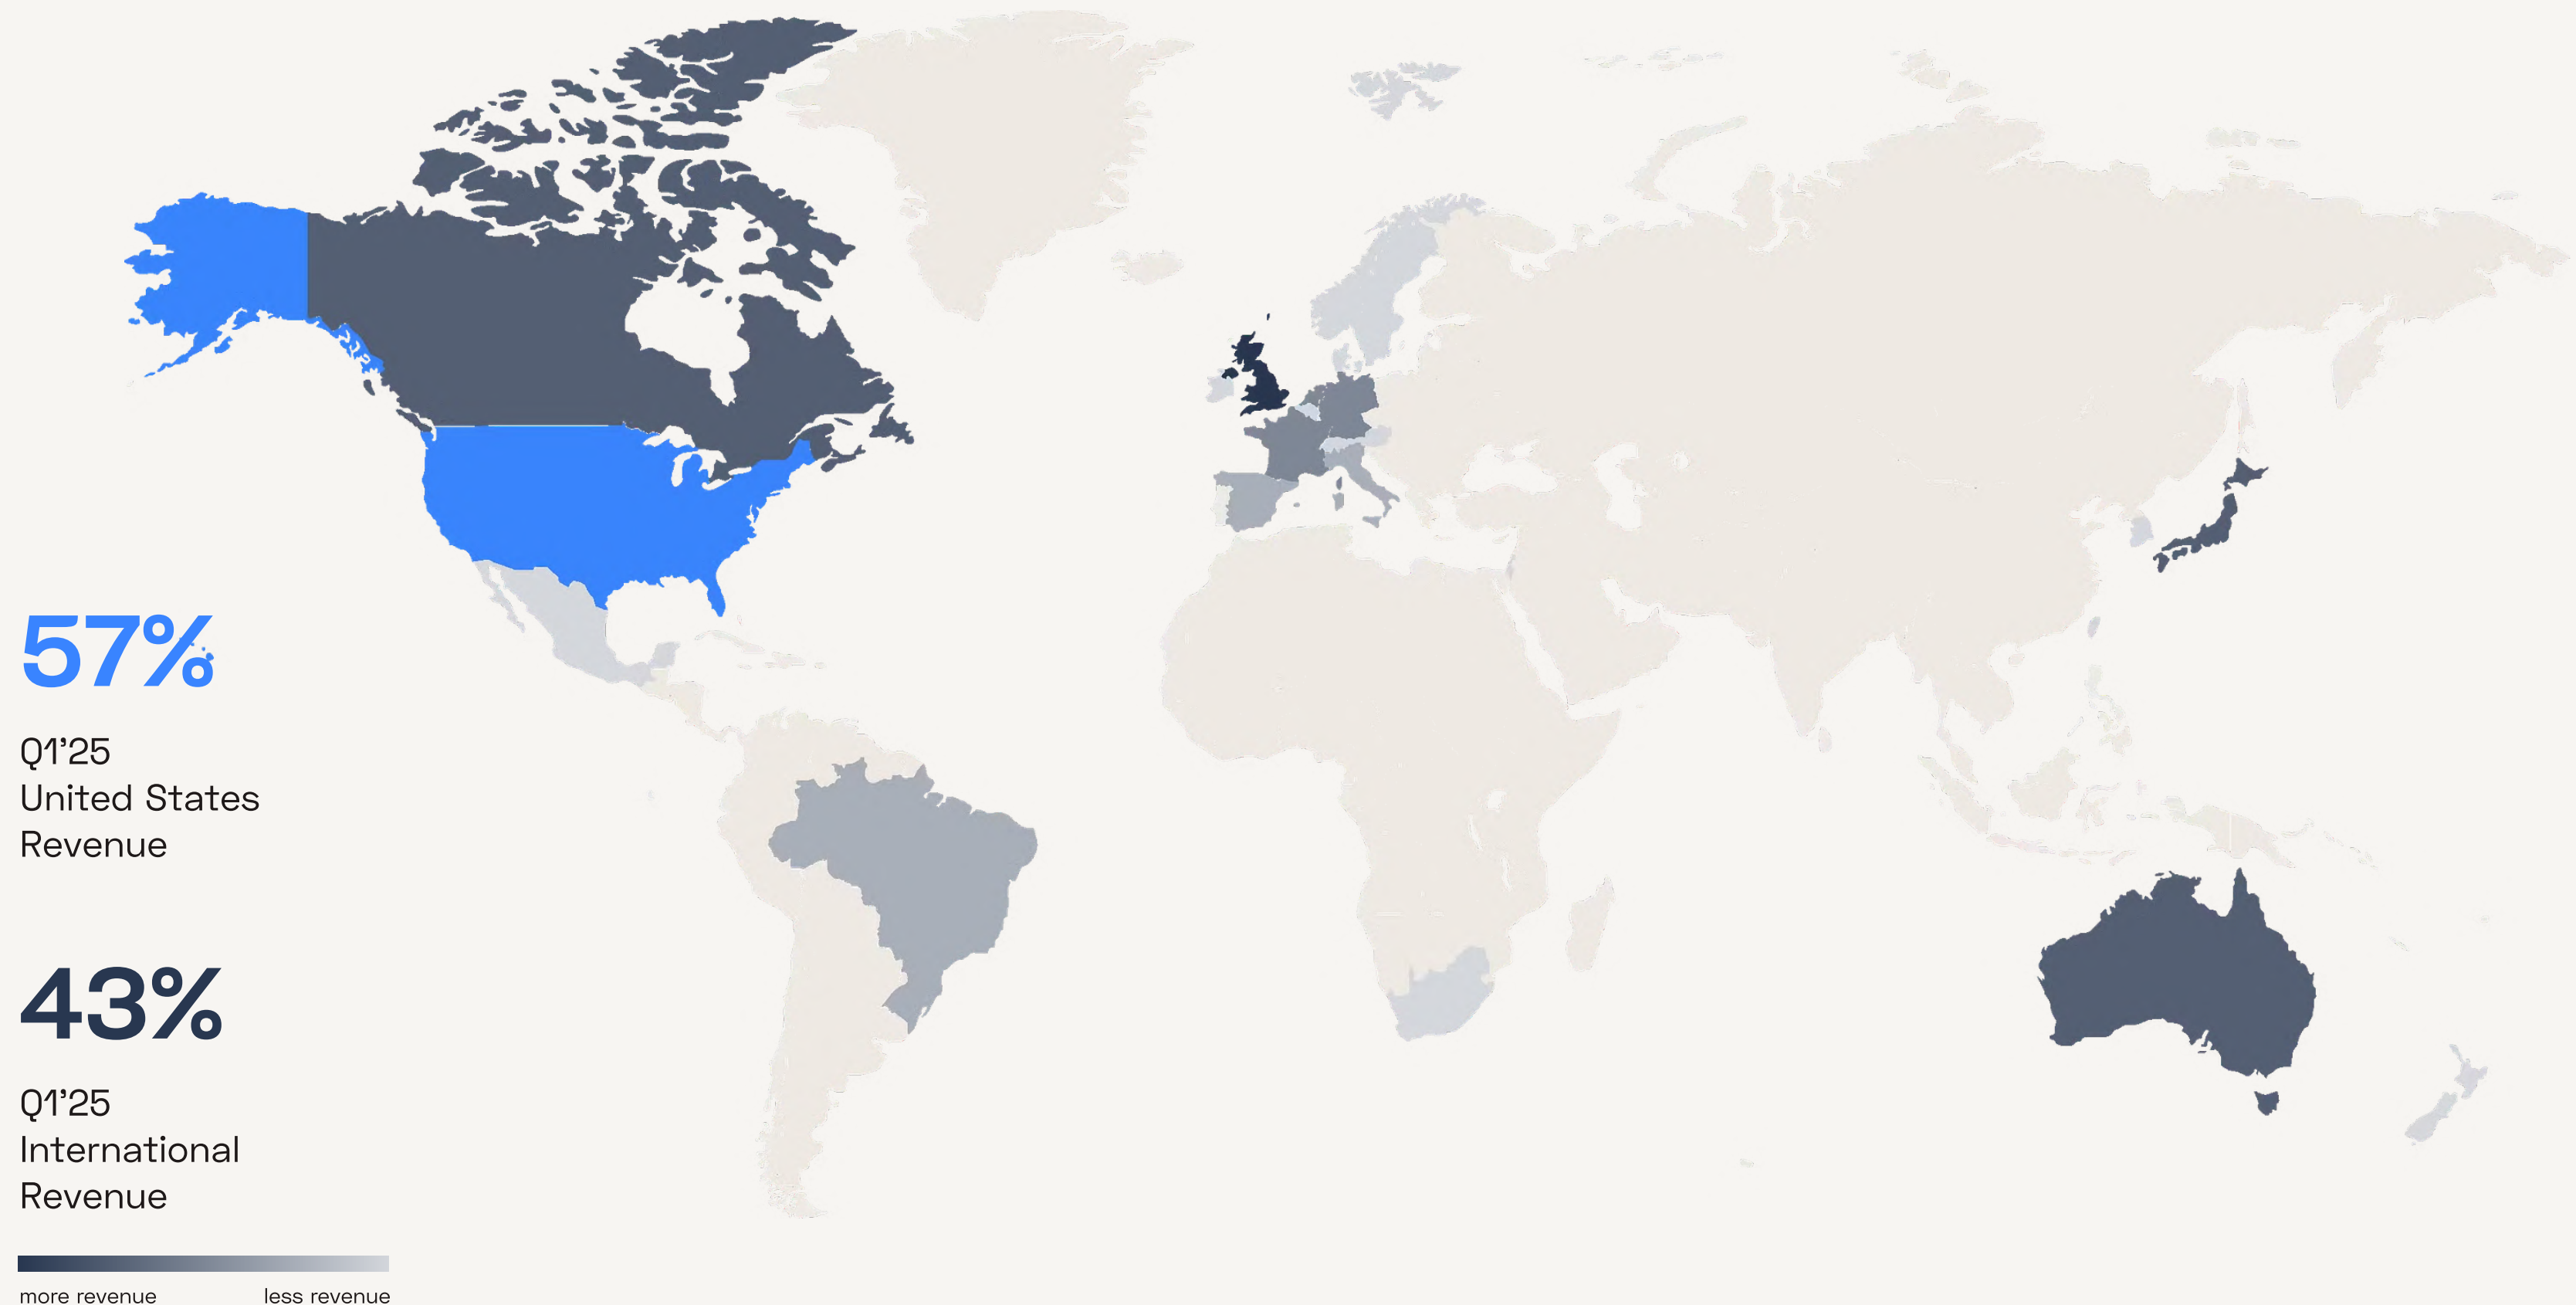 57%
Q1’25
United States
Revenue
43%
Q1’25
International
Revenue
more revenue
less revenue